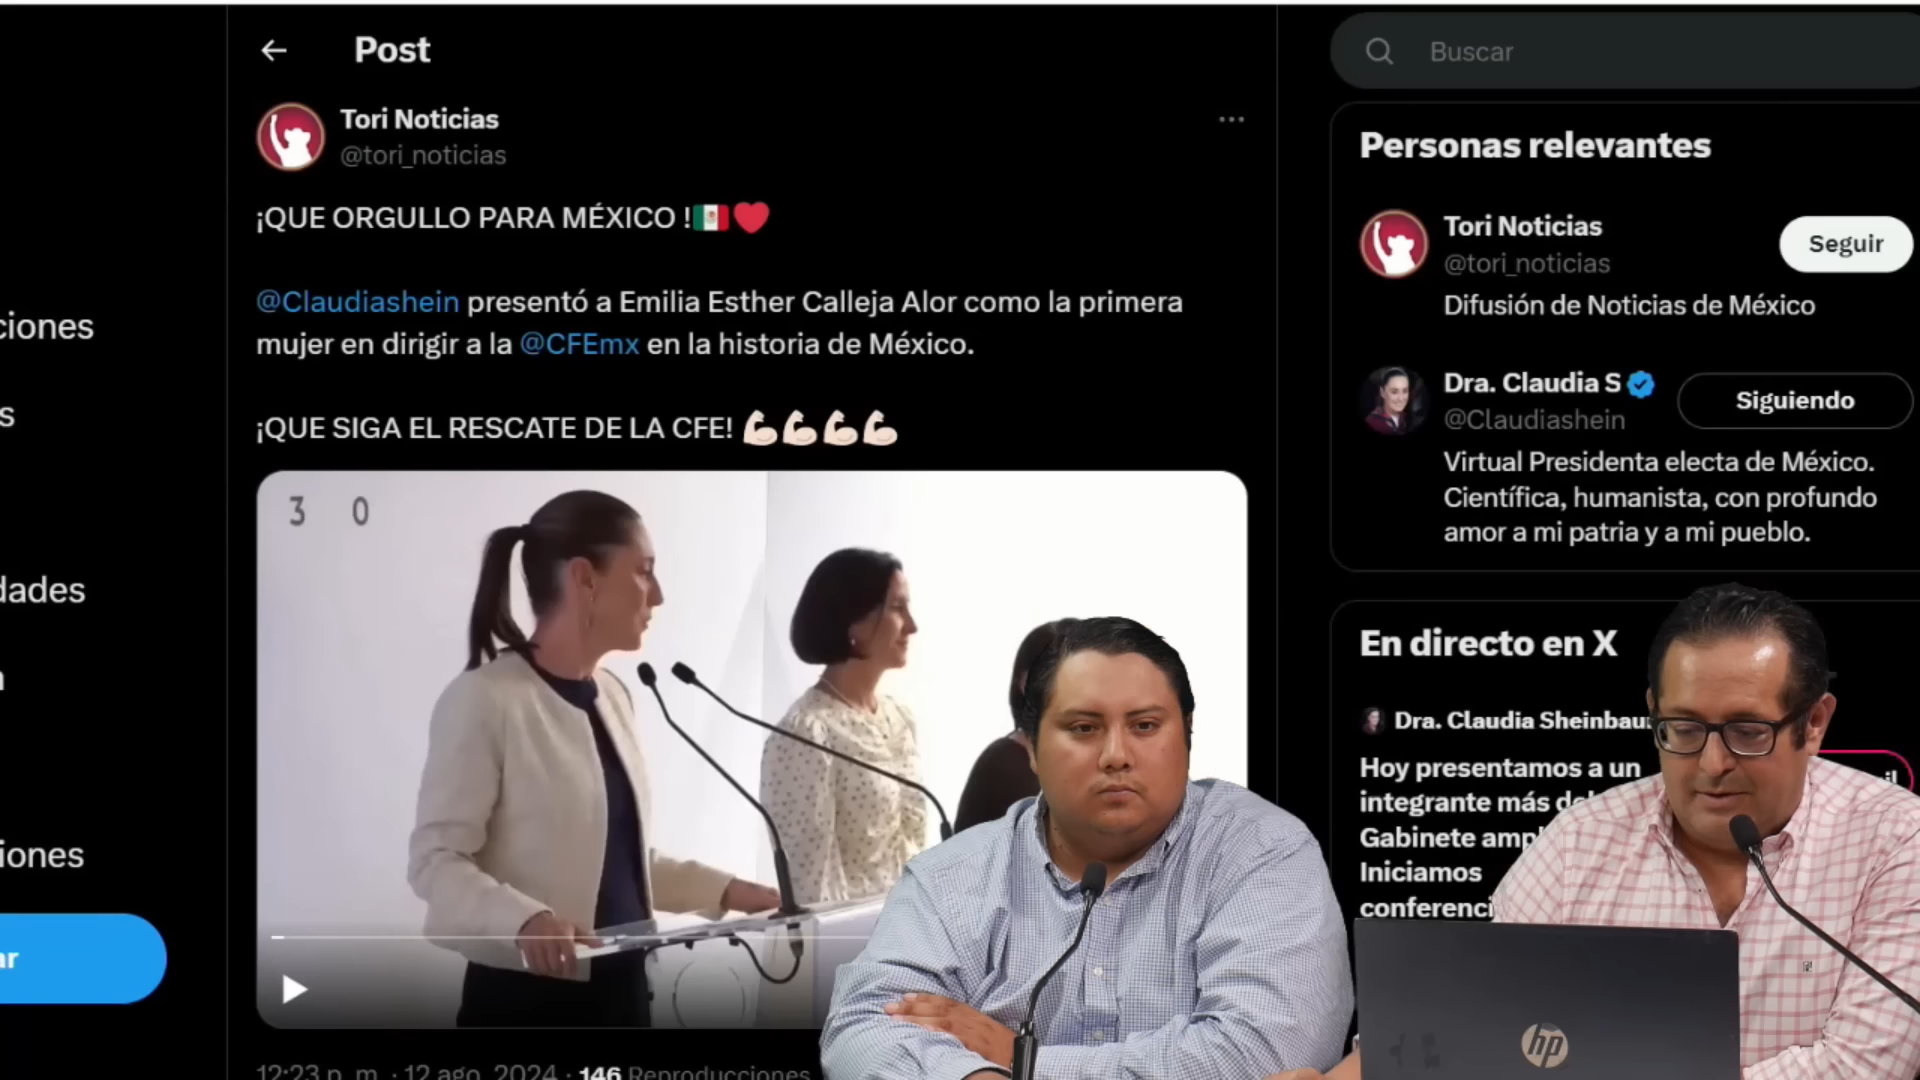 Post
Buscar
Tori Noticias
@tori_noticias
¡QUE ORGULLO PARA MÉXICO !
@Claudiashein presentó a Emilia Esther Calleja Alor como la primera
mujer en dirigir a la @CFEmx en la historia de México.
¡QUE SIGA EL RESCATE DE LA CFE!
3 0
12:23 p. m. · 12 ago. 2024 · 146 Reproducciones
ciones
s
dades
iones
ar
Personas relevantes
Tori Noticias
@tori_noticias
Seguir
Difusión de Noticias de México
Dra. Claudia S
@Claudiashein
Siguiendo
Virtual Presidenta electa de México.
Científica, humanista, con profundo
amor a mi patria y a mi pueblo.
En directo en X
Dra. Claudia Sheinbau
Hoy presentamos a un
integrante más del
Gabinete amp
Iniciamos
conferenci
hp